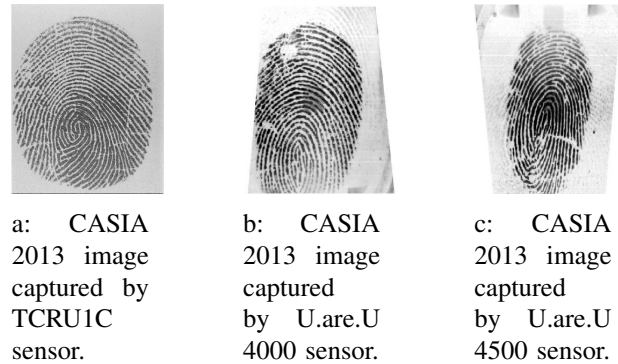 a: CASIA
2013 image
captured by
TCRU1C
sensor.
b: CASIA
2013 image
captured
by U.are.U
4000 sensor.
c: CASIA
2013 image
captured
by U.are.U
4500 sensor.